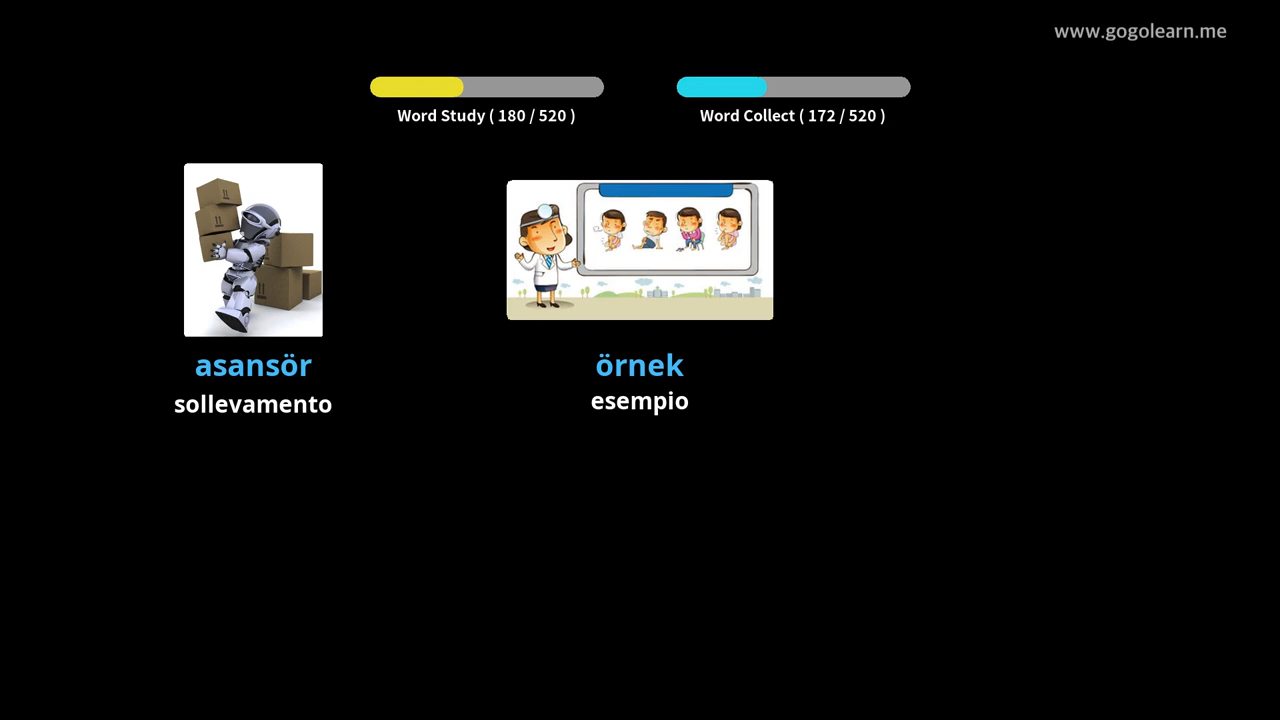 www.gogolearn.me
Word Study ( 180 / 520 )
Word Collect ( 172 / 520 )
asansör
sollevamento
örnek
esempio